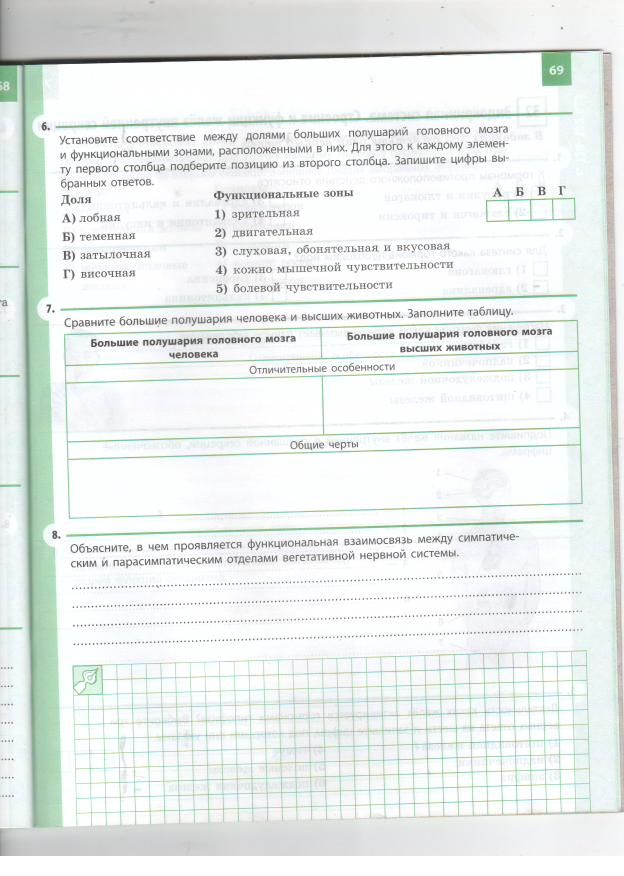 68
69
6.
Установите соответствие между долями больших полушарий головного мозга
и функциональными зонами, расположенными в них. Для этого к каждому элемен-
ту первого столбца подберите позицию из второго столбца. Запишите цифры вы-
бранных ответов.
Доля
А) лобная
Б) теменная
В) затылочная
Г) височная
Функциональные зоны
1) зрительная
2) двигательная
3) слуховая, обонятельная и вкусовая
4) кожно мышечной чувствительности
5) болевой чувствительности
А Б В Г
7.
Сравните большие полушария человека и высших животных. Заполните таблицу.
Большие полушария головного мозга
человека
Большие полушария головного мозга
высших животных
Отличительные особенности
Общие черты
8.
Объясните, в чем проявляется функциональная взаимосвязь между симпатиче-
ским и парасимпатическим отделами вегетативной нервной системы.